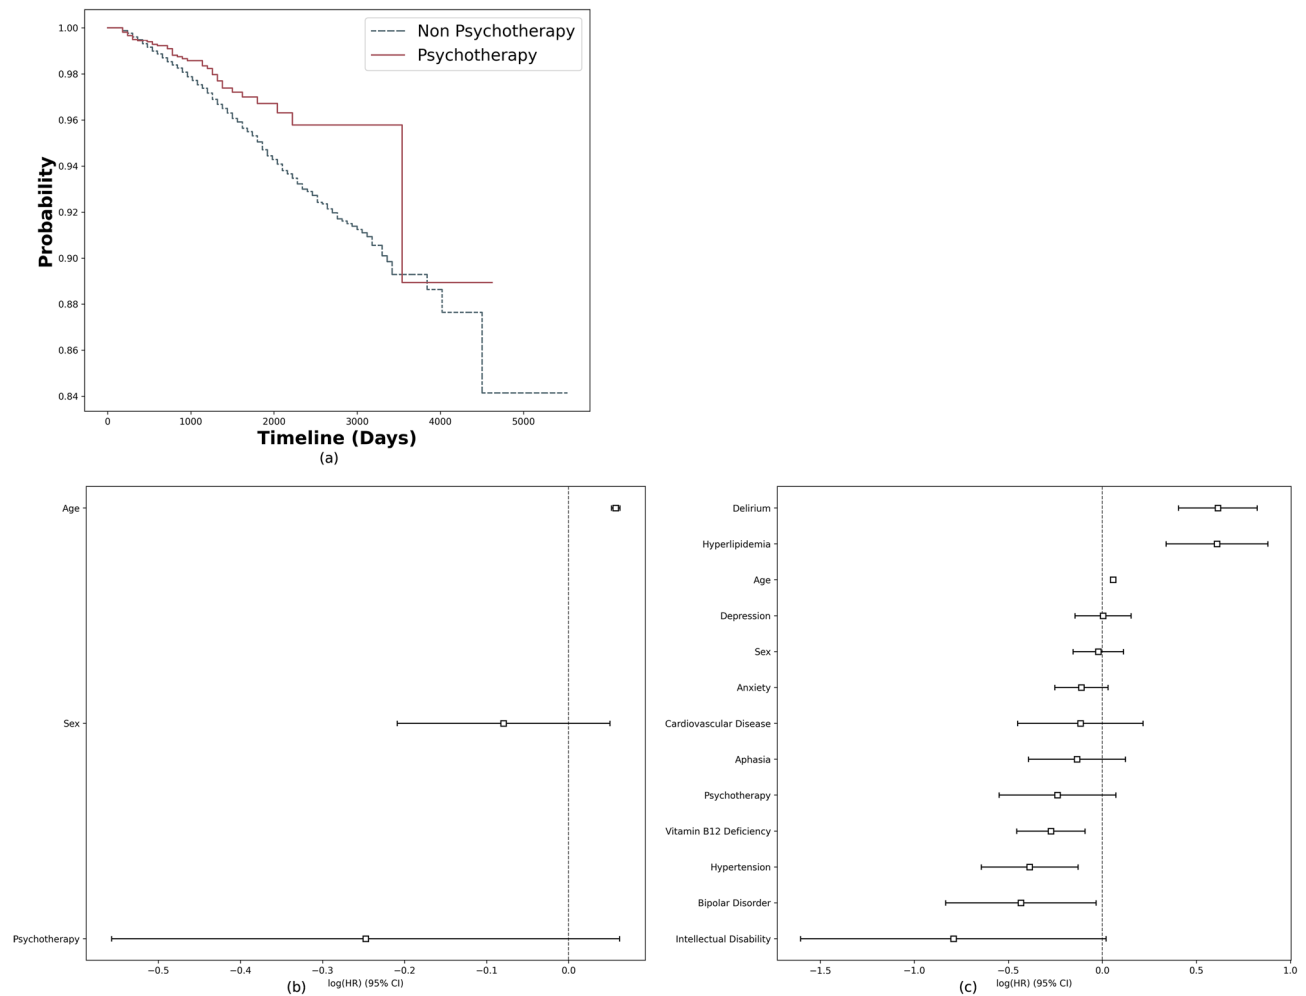 1.00
0.98
0.96
0.94
0.92
0.90
0.88
0.86
0.84
Probability
Non Psychotherapy
Psychotherapy
0 1000 2000 3000 4000 5000
Timeline (Days)
(a)
Age
Sex
Psychotherapy
−0.5 −0.4 −0.3 −0.2 −0.1 0.0
log(HR) (95% CI)
(b)
Delirium
Hyperlipidemia
Age
Depression
Sex
Anxiety
Cardiovascular Disease
Aphasia
Psychotherapy
Vitamin B12 Deficiency
Hypertension
Bipolar Disorder
Intellectual Disability
−1.5 −1.0 −0.5 0.0 0.5 1.0
log(HR) (95% CI)
(c)